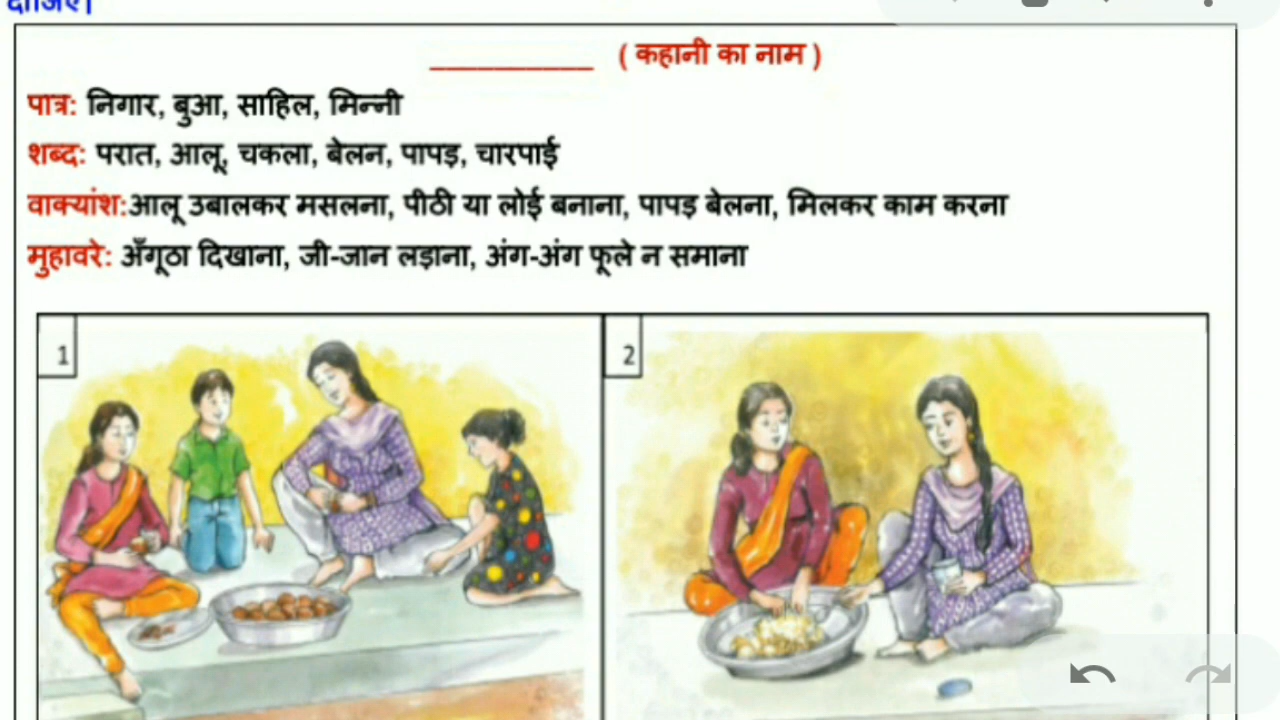 दीजिए।
__________ ( कहानी का नाम )
पात्र: निगार, बुआ, साहिल, मिन्नी
शब्द: परात, आलू, चकला, बेलन, पापड़, चारपाई
वाक्यांश:आलू उबालकर मसलना, पीठी या लोई बनाना, पापड़ बेलना, मिलकर काम करना
मुहावरे: अँगूठा दिखाना, जी-जान लड़ाना, अंग-अंग फूले न समाना
1
2